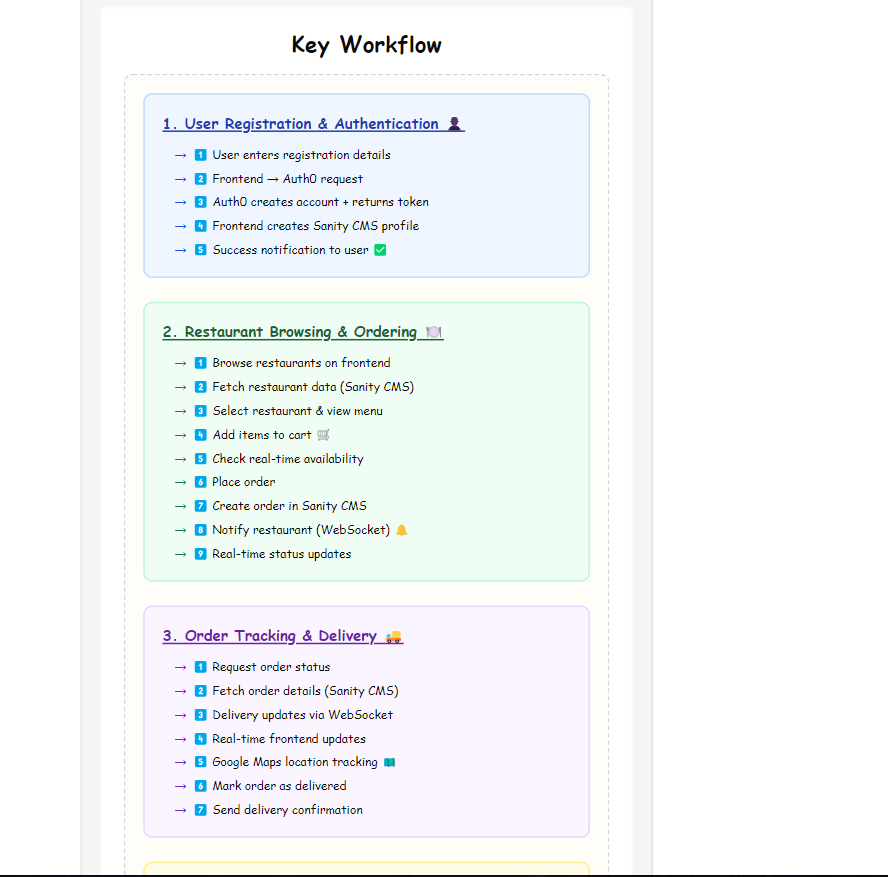 Key Workflow
1. User Registration & Authentication 👤
→ 1️⃣ User enters registration details
→ 2️⃣ Frontend → Auth0 request
→ 3️⃣ Auth0 creates account + returns token
→ 4️⃣ Frontend creates Sanity CMS profile
→ 5️⃣ Success notification to user ✅
2. Restaurant Browsing & Ordering 🍽️
→ 1️⃣ Browse restaurants on frontend
→ 2️⃣ Fetch restaurant data (Sanity CMS)
→ 3️⃣ Select restaurant & view menu
→ 4️⃣ Add items to cart 🛒
→ 5️⃣ Check real-time availability
→ 6️⃣ Place order
→ 7️⃣ Create order in Sanity CMS
→ 8️⃣ Notify restaurant (WebSocket) 🔔
→ 9️⃣ Real-time status updates
3. Order Tracking & Delivery 🚚
→ 1️⃣ Request order status
→ 2️⃣ Fetch order details (Sanity CMS)
→ 3️⃣ Delivery updates via WebSocket
→ 4️⃣ Real-time frontend updates
→ 5️⃣ Google Maps location tracking 🗺️
→ 6️⃣ Mark order as delivered
→ 7️⃣ Send delivery confirmation